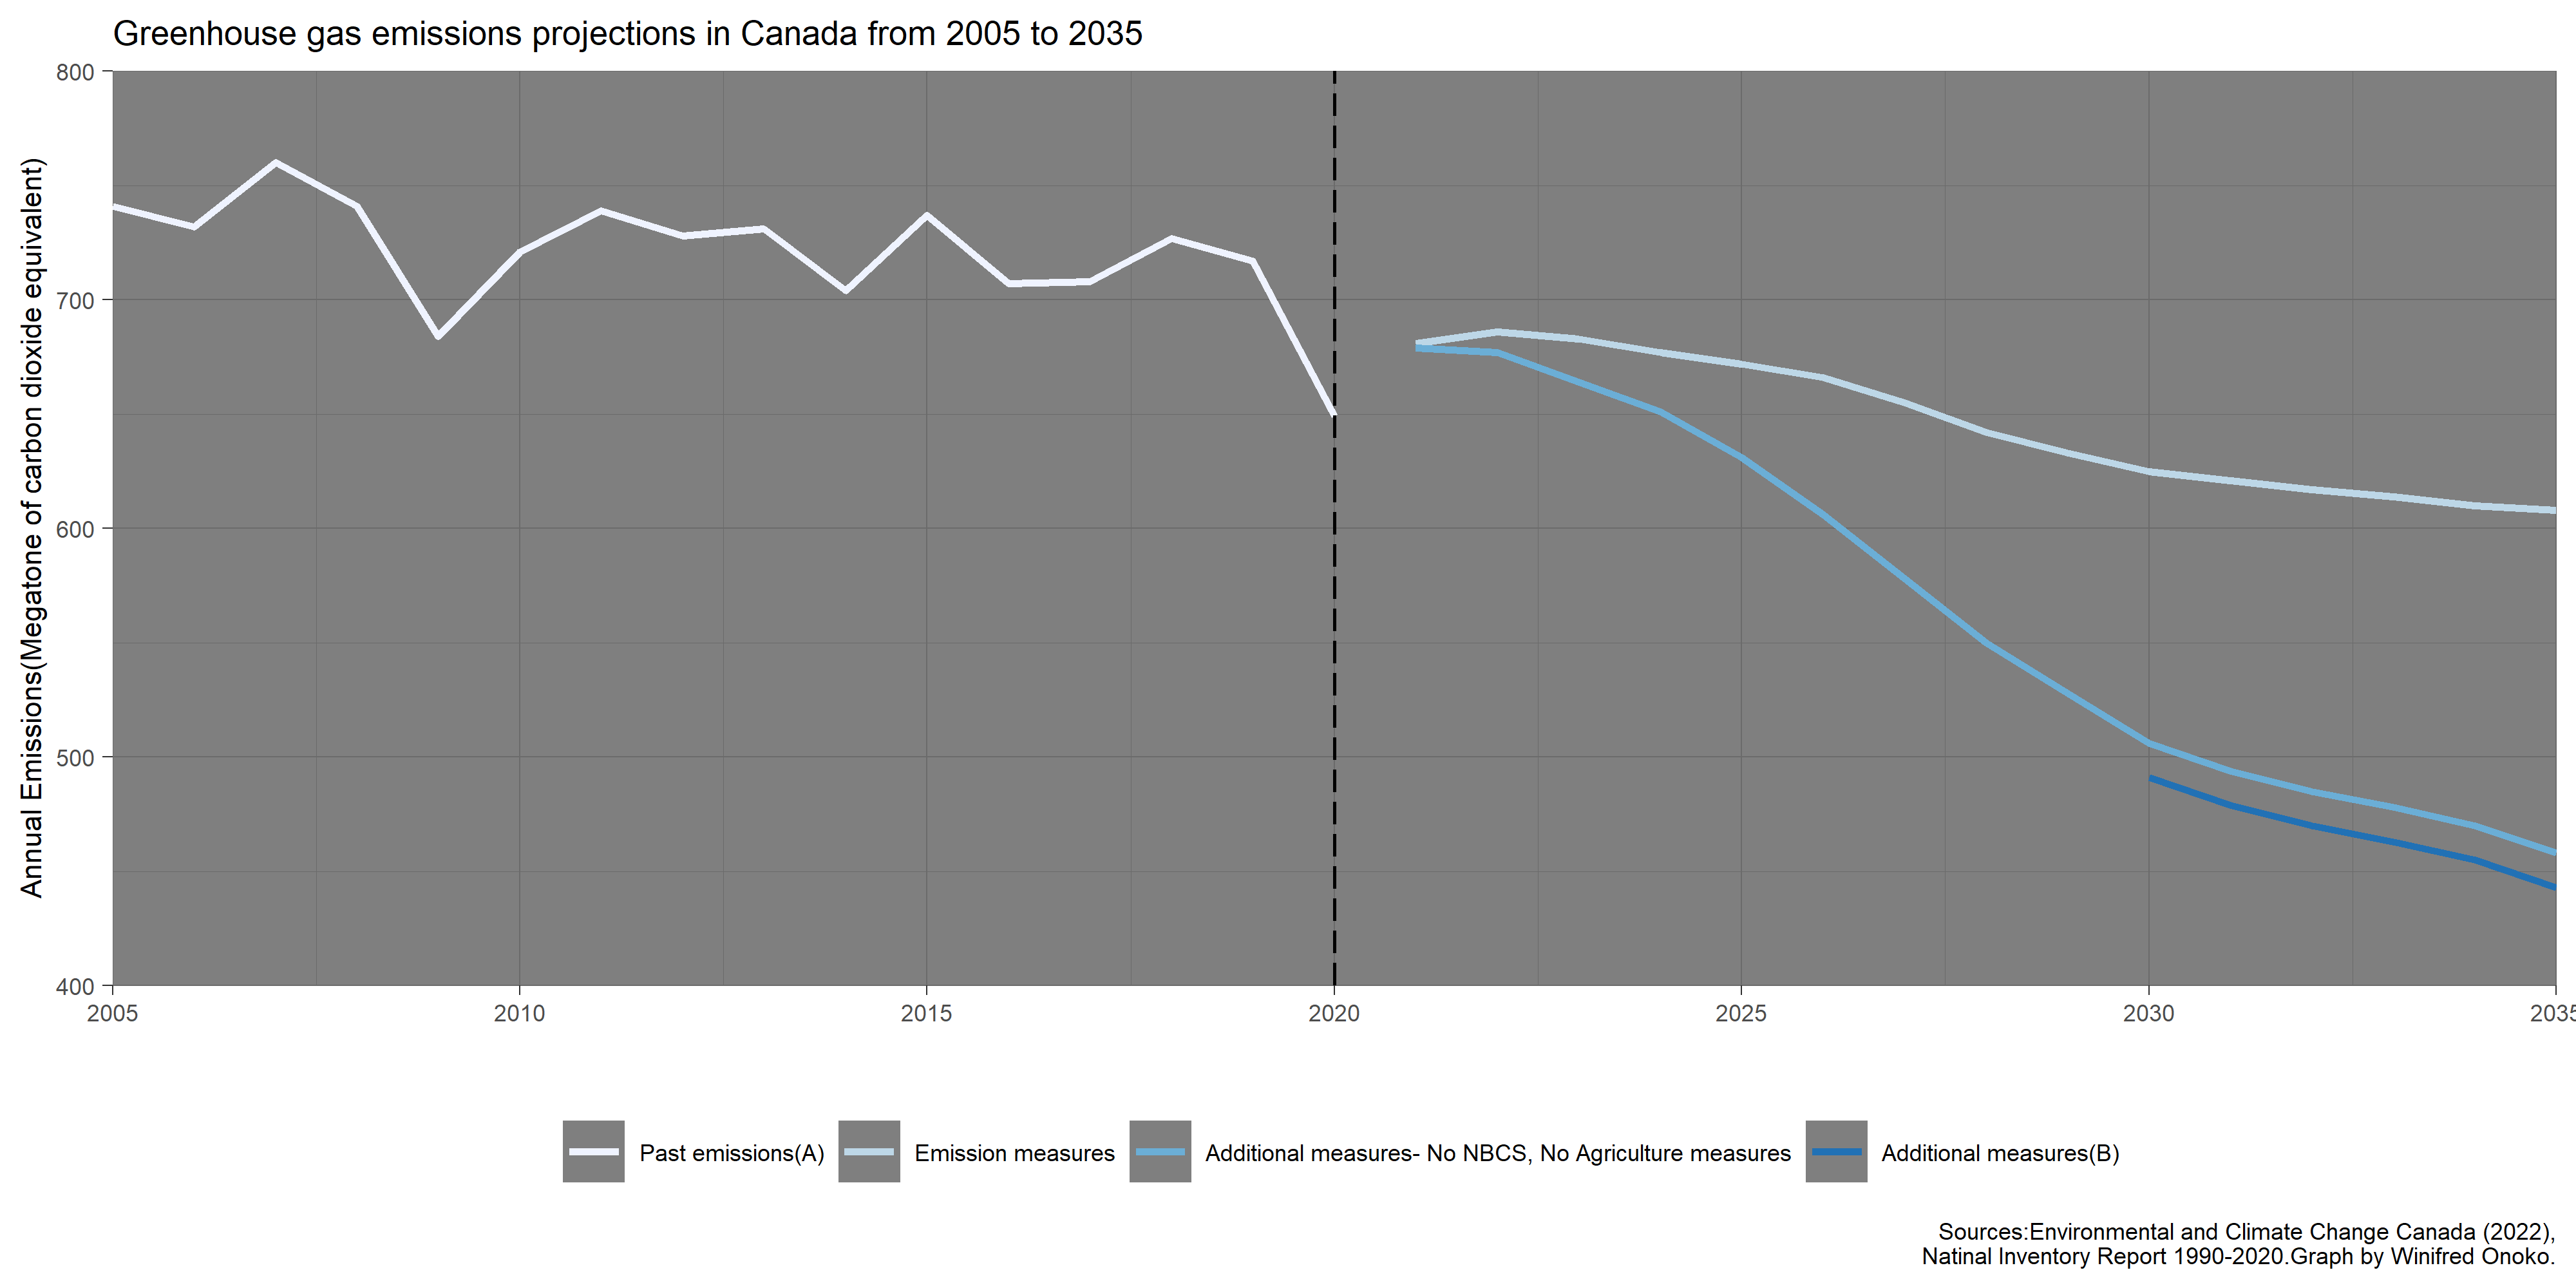 Greenhouse gas emissions projections in Canada from 2005 to 2035
Annual Emissions(Megatone of carbon dioxide equivalent)
800
700
600
500
400
2005 2010 2015 2020 2025 2030 2035
Past emissions(A) Emission measures Additional measures- No NBCS, No Agriculture measures Additional measures(B)
Sources:Environmental and Climate Change Canada (2022),
Natinal Inventory Report 1990-2020.Graph by Winifred Onoko.